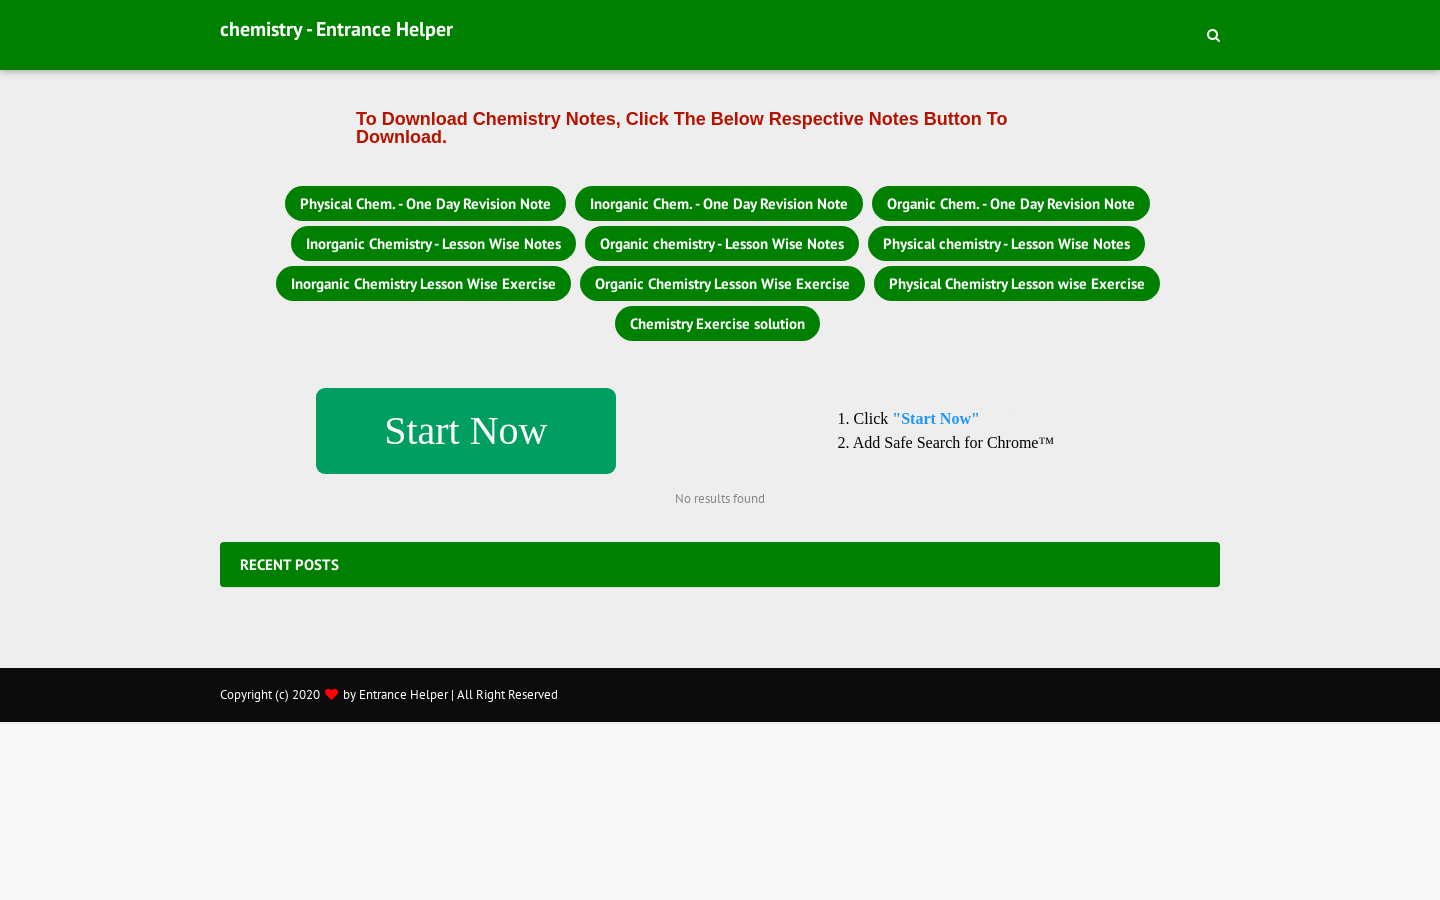 chemistry - Entrance Helper
To Download Chemistry Notes, Click The Below Respective Notes Button To
Download.
Physical Chem. - One Day Revision Note
Inorganic Chem. - One Day Revision Note
Organic Chem. - One Day Revision Note
Inorganic Chemistry - Lesson Wise Notes
Organic chemistry - Lesson Wise Notes
Physical chemistry - Lesson Wise Notes
Inorganic Chemistry Lesson Wise Exercise
Organic Chemistry Lesson Wise Exercise
Physical Chemistry Lesson wise Exercise
Chemistry Exercise solution
Start Now
1. Click "Start Now"
2. Add Safe Search for Chrome™
No results found
RECENT POSTS
Copyright (c) 2020 ❤ by Entrance Helper | All Right Reserved